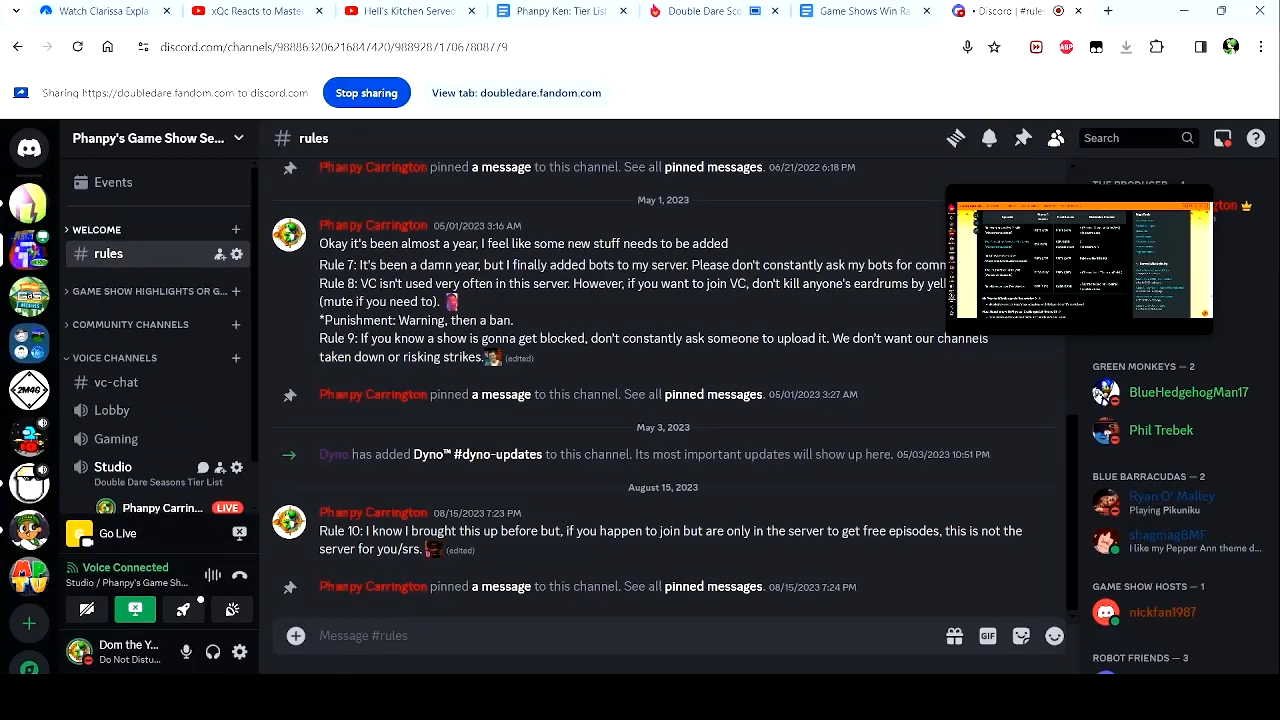 Watch Clarissa Explai
xQc Reacts to Master
Hell's Kitchen Served
Phanpy Ken: Tier List
Double Dare Sco
Game Shows Win Ra
• Discord | #rule
discord.com/channels/988863206216847420/988928717067808779
Sharing https://doubledare.fandom.com to discord.com
Stop sharing
View tab: doubledare.fandom.com
Phanpy's Game Show Se...
rules
Search
Events
WELCOME
rules
GAME SHOW HIGHLIGHTS OR G...
COMMUNITY CHANNELS
VOICE CHANNELS
vc-chat
Lobby
Gaming
Studio
Double Dare Seasons Tier List
Phanpy Carrin...
LIVE
Go Live
Voice Connected
Studio / Phanpy's Game Sh...
Dom the Y...
Do Not Distu...
Phanpy Carrington pinned a message to this channel. See all pinned messages. 06/21/2022 6:18 PM
May 1, 2023
Phanpy Carrington 05/01/2023 3:16 AM
Okay it's been almost a year, I feel like some new stuff needs to be added
Rule 7: It's been a damn year, but I finally added bots to my server. Please don't constantly ask my bots for comm
Rule 8: VC isn't used too often in this server. However, if you want to join VC, don't kill anyone's eardrums by yell
(mute if you need to).
*Punishment: Warning, then a ban
Rule 9: If you know a show is gonna get blocked, don't constantly ask someone to upload it. We don't want our channels
taken down or risking strikes. (edited)
Phanpy Carrington pinned a message to this channel. See all pinned messages. 05/01/2023 3:27 AM
May 3, 2023
Dyno has added Dyno™ #dyno-updates to this channel. Its most important updates will show up here. 05/03/2023 10:51 PM
August 15, 2023
Phanpy Carrington 08/15/2023 7:23 PM
Rule 10: I know I brought this up before but, if you happen to join but are only in the server to get free episodes, this is not the
server for you/srs. (edited)
Phanpy Carrington pinned a message to this channel. See all pinned messages. 08/15/2023 7:24 PM
Message #rules
GIF
THE PRODUCER — 1
GREEN MONKEYS — 2
BlueHedgehogMan17
Phil Trebek
BLUE BARRACUDAS — 2
Ryan O' Malley
Playing Pikuniku
shagmagBMF
I like my Pepper Ann theme d...
GAME SHOW HOSTS — 1
nickfan1987
ROBOT FRIENDS — 3